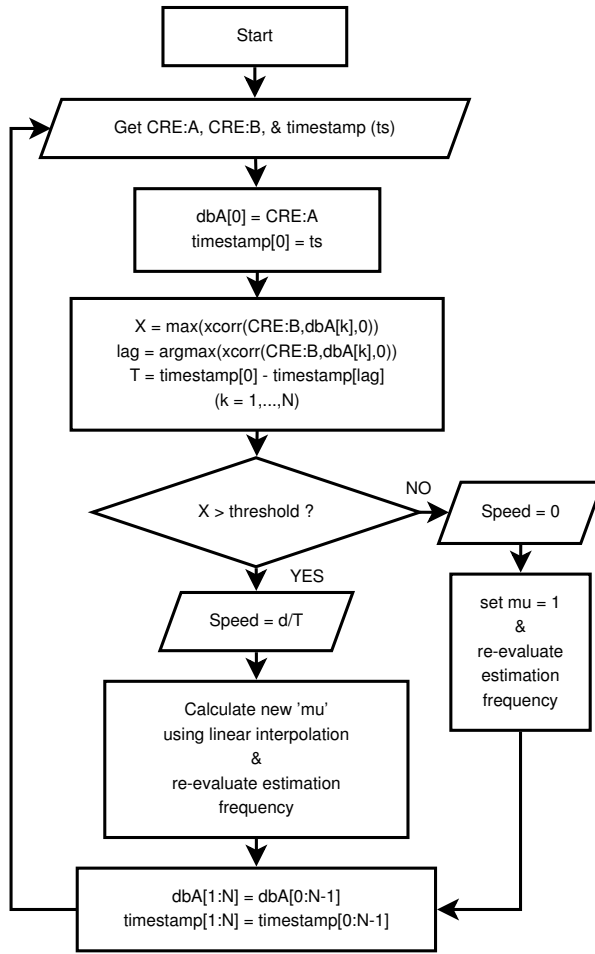 Start
Get CRE:A, CRE:B, & timestamp (ts)
dbA[0] = CRE:A
timestamp[0] = ts
X = max(xcorr(CRE:B,dbA[k],0))
lag = argmax(xcorr(CRE:B,dbA[k],0))
T = timestamp[0] - timestamp[lag]
(k = 1,...,N)
X > threshold ?
NO
Speed = 0
YES
Speed = d/T
set mu = 1
&
re-evaluate
estimation
frequency
Calculate new 'mu'
using linear interpolation
&
re-evaluate estimation
frequency
dbA[1:N] = dbA[0:N-1]
timestamp[1:N] = timestamp[0:N-1]